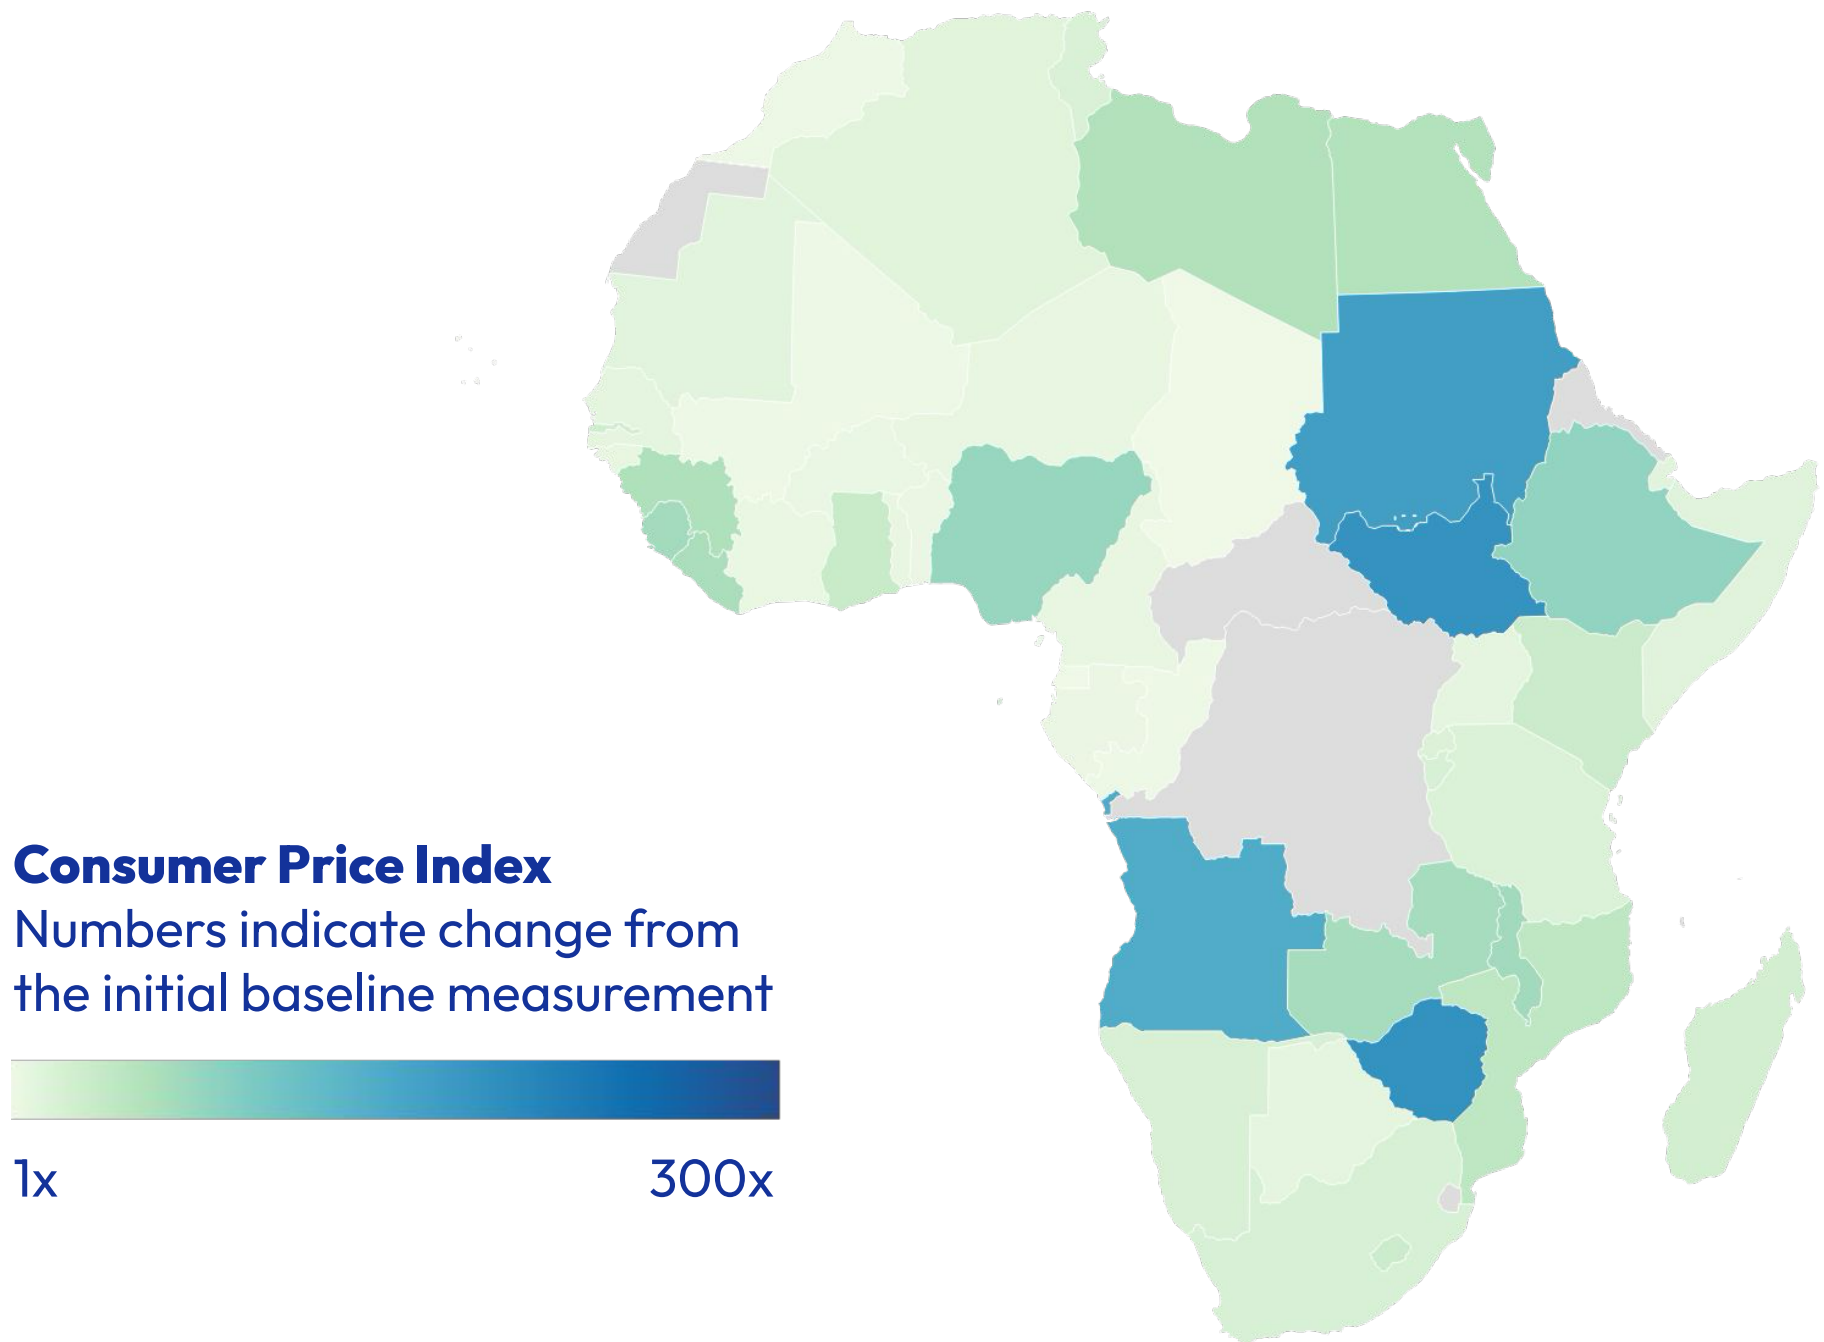 Consumer Price Index
Numbers indicate change from
the initial baseline measurement
1x 300x